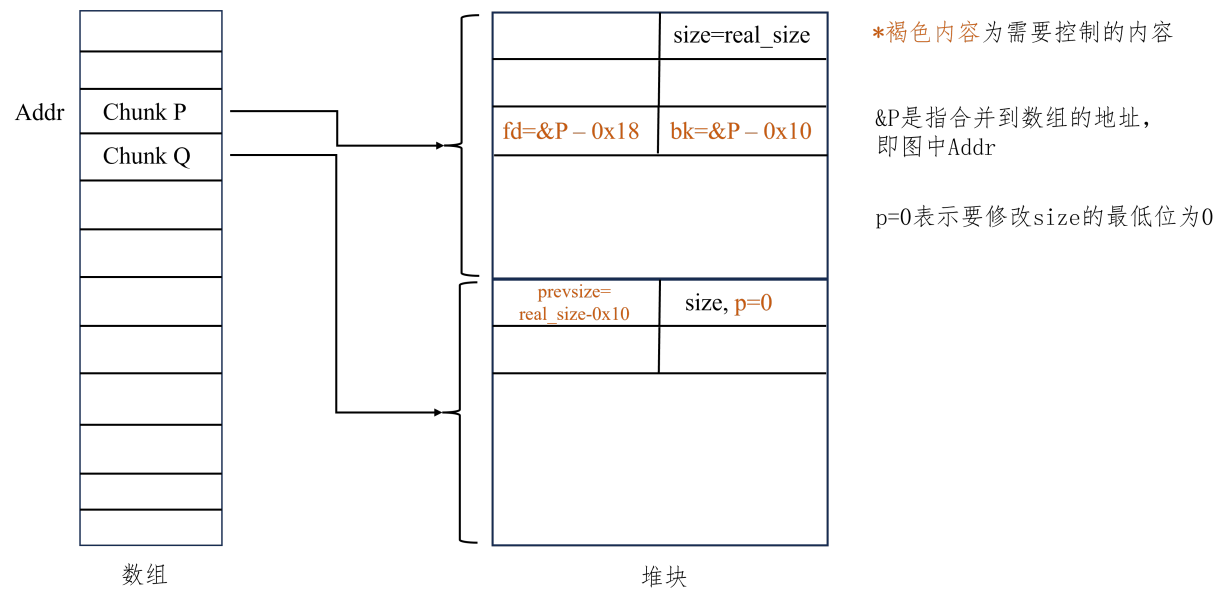 Addr
Chunk P
Chunk Q
数组
size=real_size
fd=&P – 0x18
bk=&P – 0x10
prevsize=
real_size-0x10
size, p=0
堆块
*褐色内容为需要控制的内容
&P是指合并到数组的地址，
即图中Addr
p=0表示要修改size的最低位为0